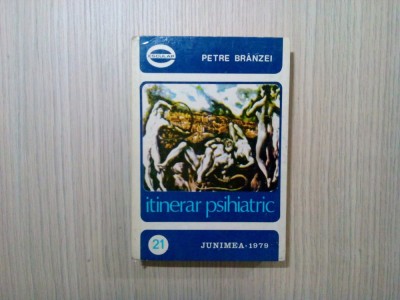 PETRE BRÂNZEI
itinerar psihiatric
21
JUNIMEA·1979